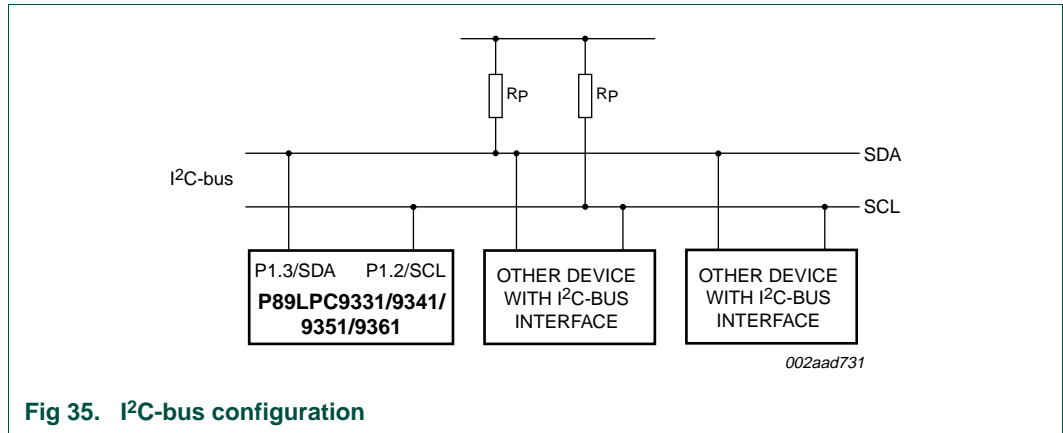 RP RP
SDA
I2C-bus
SCL
P1.3/SDA P1.2/SCL
P89LPC9331/9341/
9351/9361
OTHER DEVICE
WITH I2C-BUS
INTERFACE
OTHER DEVICE
WITH I2C-BUS
INTERFACE
002aad731
Fig 35. I2C-bus configuration